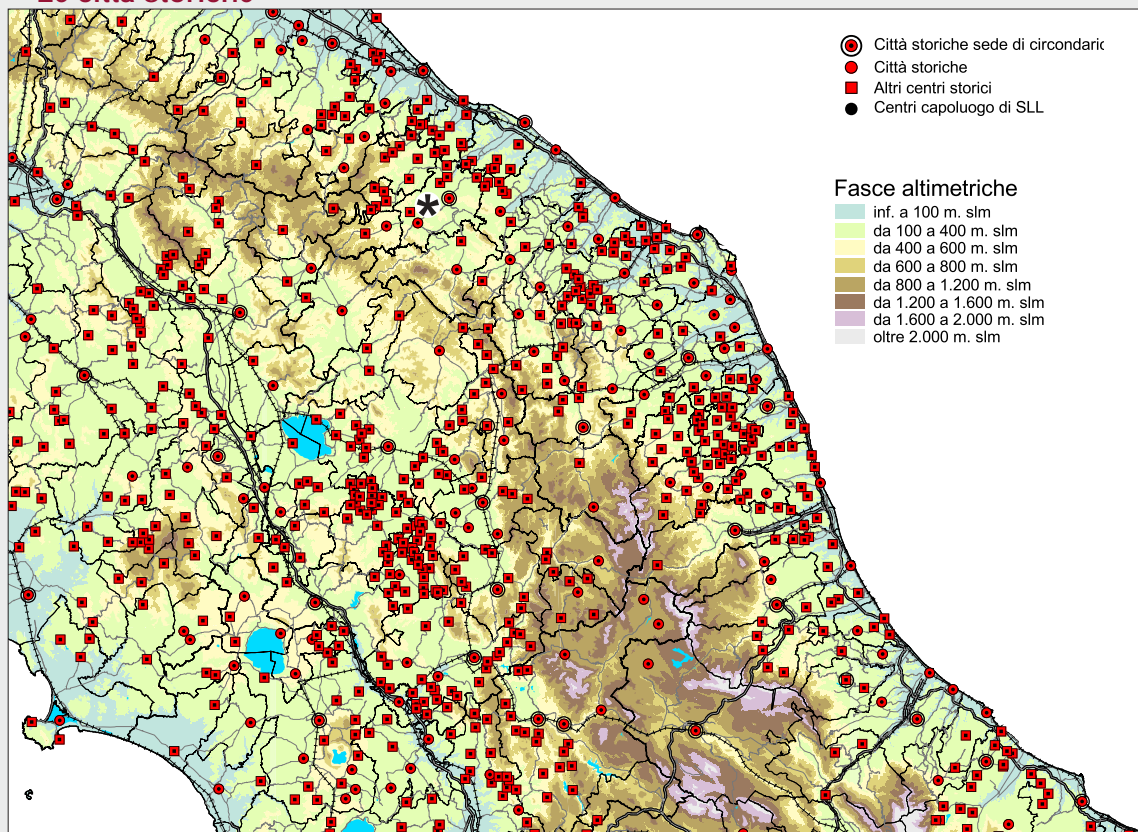 Città storiche sede di circondaric
Città storiche
Altri centri storici
Centri capoluogo di SLL
Fasce altimetriche
inf. a 100 m. slm
da 100 a 400 m. slm
da 400 a 600 m. slm
da 600 a 800 m. slm
da 800 a 1.200 m. slm
da 1.200 a 1.600 m. slm
da 1.600 a 2.000 m. slm
oltre 2.000 m. slm
*